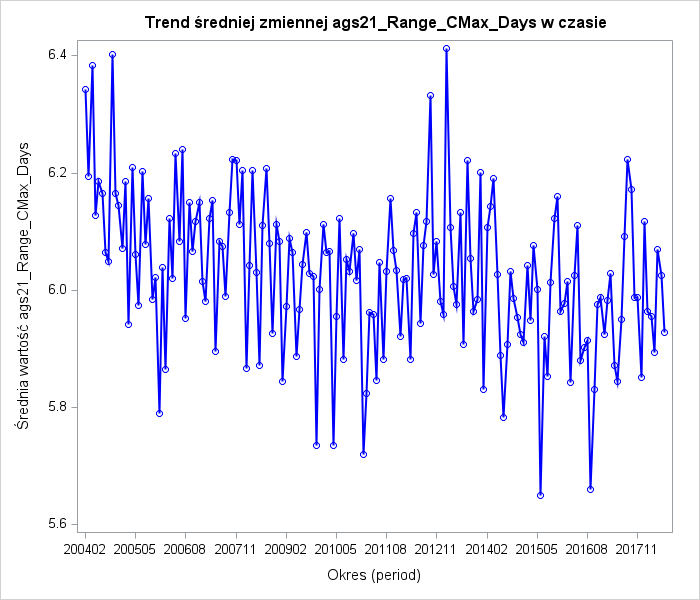 Trend średniej zmiennej ags21_Range_CMax_Days w czasie
6.4
6.2
6.0
5.8
5.6
Średnia wartość ags21_Range_CMax_Days
200402 200505 200608 200711 200902 201005 201108 201211 201402 201505 201608 201711
Okres (period)